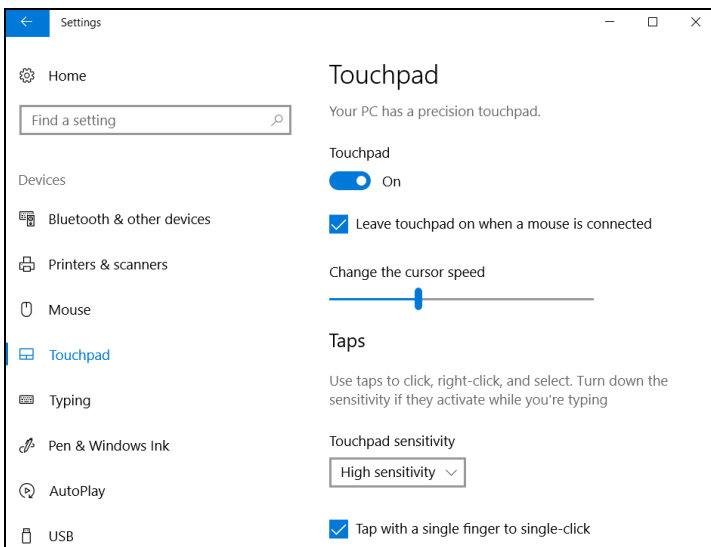 Settings
Home
Find a setting
Devices
Bluetooth & other devices
Printers & scanners
Mouse
Touchpad
Typing
Pen & Windows Ink
AutoPlay
USB
Touchpad
Your PC has a precision touchpad.
Touchpad
On
Leave touchpad on when a mouse is connected
Change the cursor speed
Taps
Use taps to click, right-click, and select. Turn down the
sensitivity if they activate while you're typing
Touchpad sensitivity
High sensitivity
Tap with a single finger to single-click